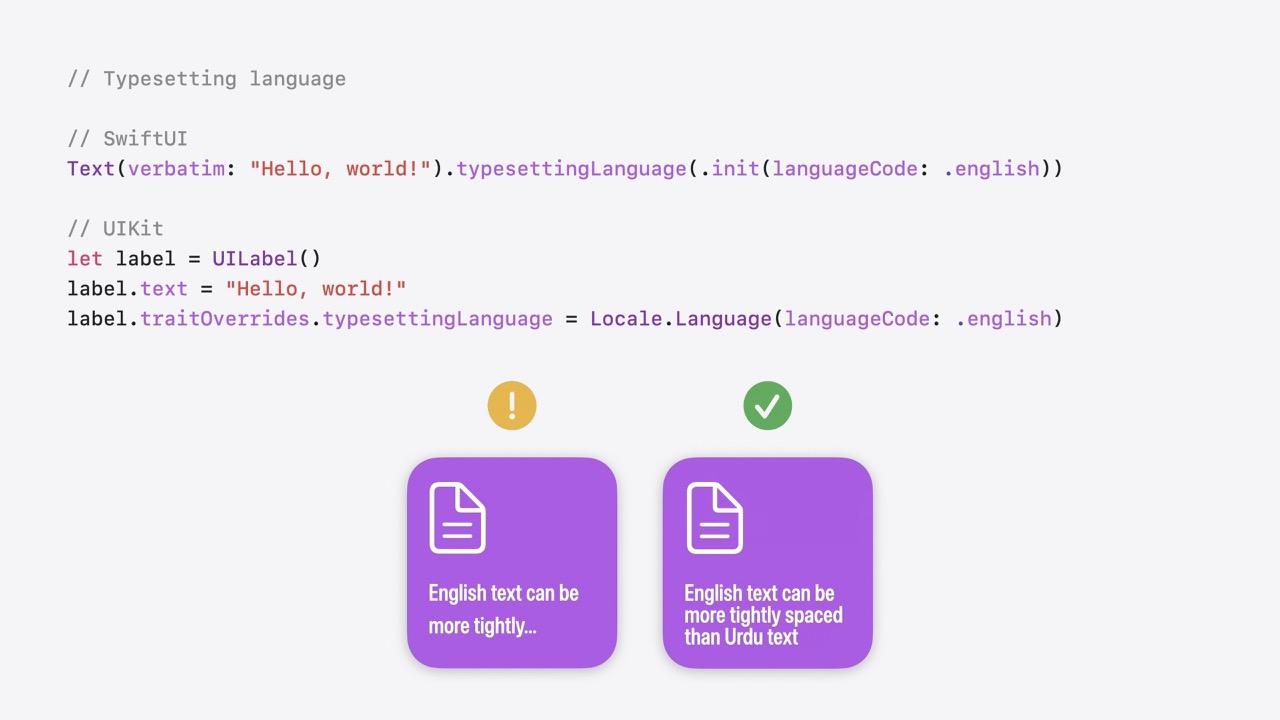 // Typesetting language
// SwiftUI
Text(verbatim: "Hello, world!").typesettingLanguage(.init(languageCode: .english))
// UIKit
let label = UILabel()
label.text = "Hello, world!"
label.traitOverrides.typesettingLanguage = Locale.Language(languageCode: .english)
English text can be
more tightly...
English text can be
more tightly spaced
than Urdu text